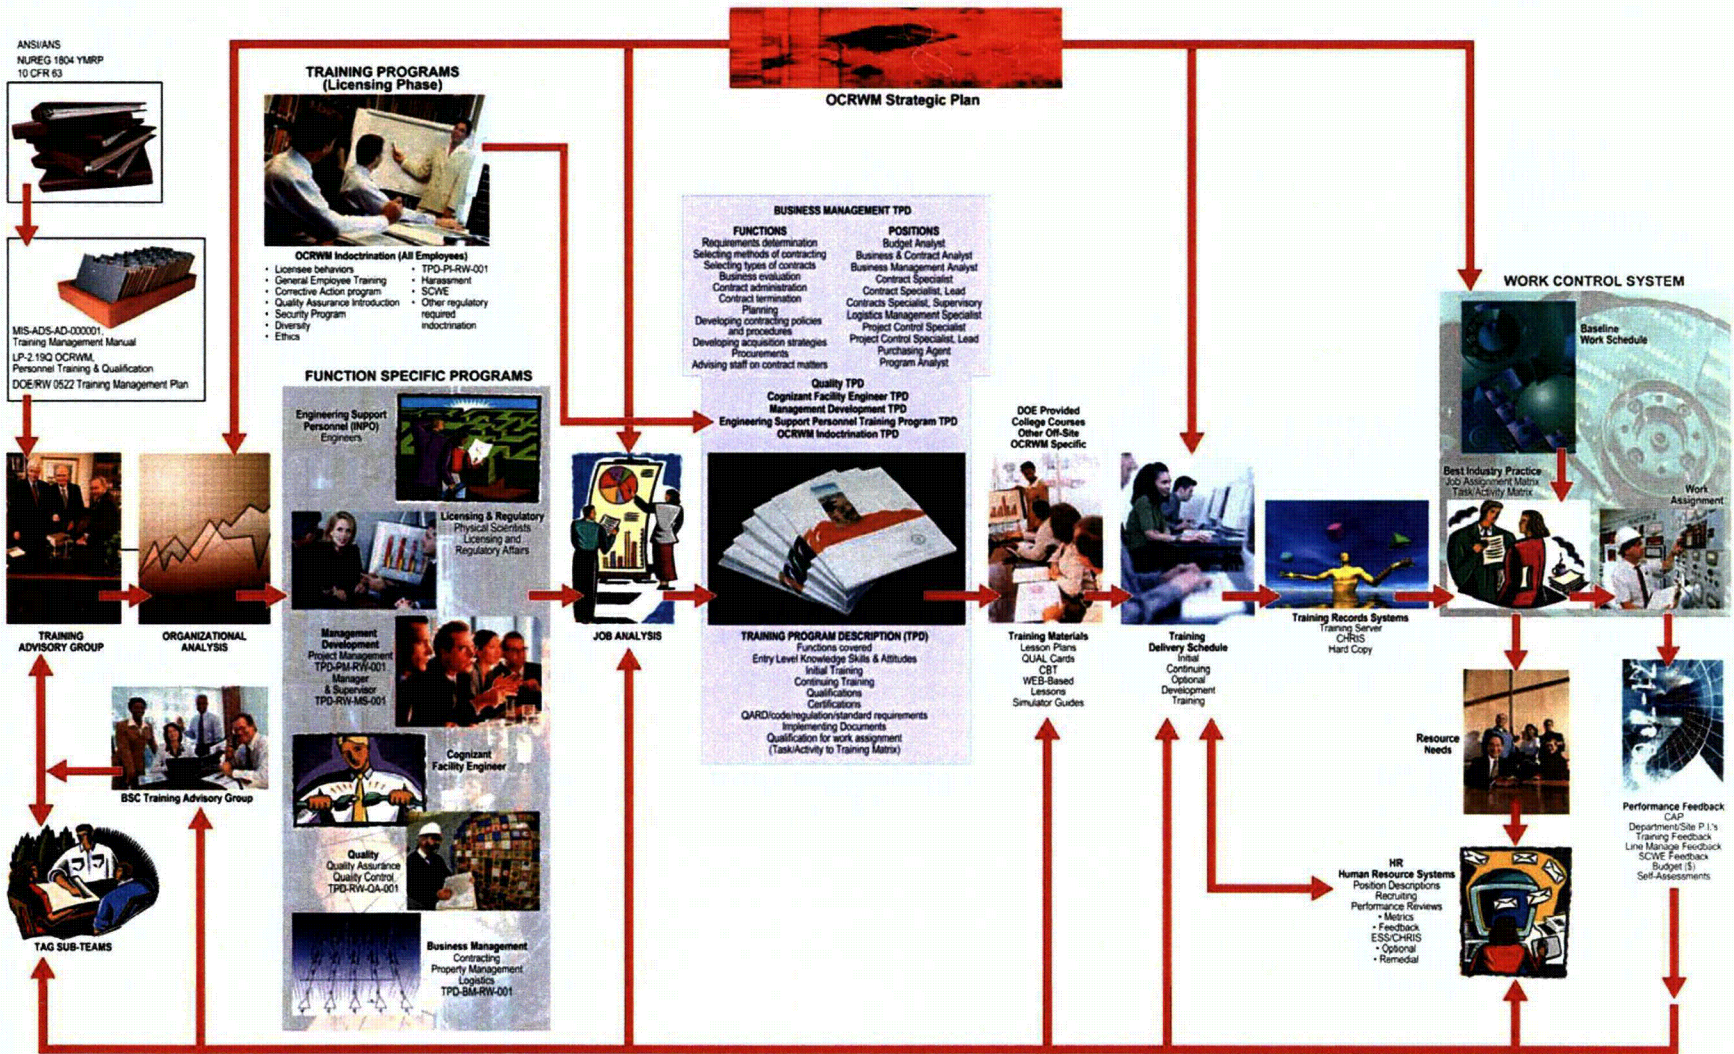 ANSI/ANS
NUREG 1804 YMRP
10 CFR 63
MIS-ADS-AD-000001,
Training Management Manual
LP-2.19Q OCRWM,
Personnel Training & Qualification
DOE/RW 0522 Training Management Plan
TRAINING
ADVISORY GROUP
BSC Training Advisory Group
TAG SUB-TEAMS
ORGANIZATIONAL
ANALYSIS
TRAINING PROGRAMS
(Licensing Phase)
OCRWM Indoctrination (All Employees)
• Licensee behaviors
• General Employee Training
• Corrective Action program
• Quality Assurance Introduction
• Security Program
• Diversity
• Ethics
• TPD-PI-RW-001
• Harassment
• SCWE
• Other regulatory
required
indoctrination
FUNCTION SPECIFIC PROGRAMS
Engineering Support
Personnel (INPO)
Engineers
Licensing & Regulatory
Physical Scientists
Licensing and
Regulatory Affairs
Management
Development
Project Management
TPD-PM-RW-001
Manager
& Supervisor
TPD-RW-MS-001
Cognizant
Facility Engineer
Quality
Quality Assurance
Quality Control
TPD-RW-QA-001
Business Management
Contracting
Property Management
Logistics
TPD-BM-RW-001
OCRWM Strategic Plan
JOB ANALYSIS
BUSINESS MANAGEMENT TPD
FUNCTIONS
Requirements determination
Selecting methods of contracting
Selecting types of contracts
Business evaluation
Contract administration
Contract termination
Planning
Developing contracting policies
and procedures
Developing acquisition strategies
Procurements
Advising staff on contract matters
POSITIONS
Budget Analyst
Business & Contract Analyst
Business Management Analyst
Contract Specialist
Contract Specialist, Lead
Contracts Specialist, Supervisory
Logistics Management Specialist
Project Control Specialist
Project Control Specialist, Lead
Purchasing Agent
Program Analyst
Quality TPD
Cognizant Facility Engineer TPD
Management Development TPD
Engineering Support Personnel Training Program TPD
OCRWM Indoctrination TPD
TRAINING PROGRAM DESCRIPTION (TPD)
Functions covered
Entry Level Knowledge Skills & Attitudes
Initial Training
Continuing Training
Qualifications
Certifications
QARD/code/regulation/standard requirements
Implementing Documents
Qualification for work assignment
(Task/Activity to Training Matrix)
DOE Provided
College Courses
Other Off-Site
OCRWM Specific
Training Materials
Lesson Plans
QUAL Cards
CBT
WEB-Based
Lessons
Simulator Guides
Training
Delivery Schedule
Initial
Continuing
Optional
Development
Training
Training Records Systems
Training Server
CHRIS
Hard Copy
WORK CONTROL SYSTEM
Baseline
Work Schedule
Best Industry Practice
Job Assignment Matrix
Task/Activity Matrix
Work
Assignment
Resource
Needs
HR
Human Resource Systems
Position Descriptions
Recruiting
Performance Reviews
• Metrics
• Feedback
ESS/CHRIS
• Optional
• Remedial
Performance Feedback
CAP
Department/Site P.I.'s
Training Feedback
Line Manage Feedback
SCWE Feedback
Budget ($)
Self-Assessments